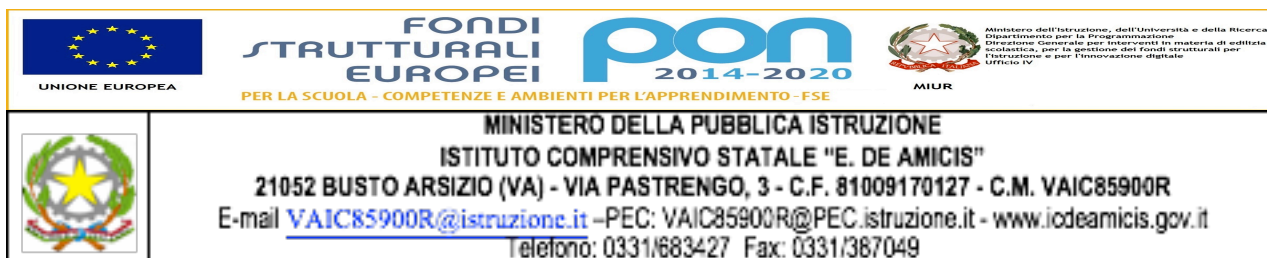 UNIONE EUROPEA
FONDI
STRUTTURALI
EUROPEI
pon
2014-2020
PER LA SCUOLA - COMPETENZE E AMBIENTI PER L'APPRENDIMENTO-FSE
MIUR
Ministero dell'Istruzione, dell'Università e della Ricerca
Dipartimento per la Programmazione
Direzione Generale per interventi in materia di edilizia
scolastica, per la gestione dei fondi strutturali per
l'istruzione e per l'innovazione digitale
Ufficio IV
MINISTERO DELLA PUBBLICA ISTRUZIONE
ISTITUTO COMPRENSIVO STATALE "E. DE AMICIS"
21052 BUSTO ARSIZIO (VA) - VIA PASTRENGO, 3 - C.F. 81009170127 - C.M. VAIC85900R
E-mail VAIC85900R@istruzione.it –PEC: VAIC85900R@PEC.istruzione.it - www.icdeamicis.gov.it
Telefono: 0331/683427 Fax: 0331/387049